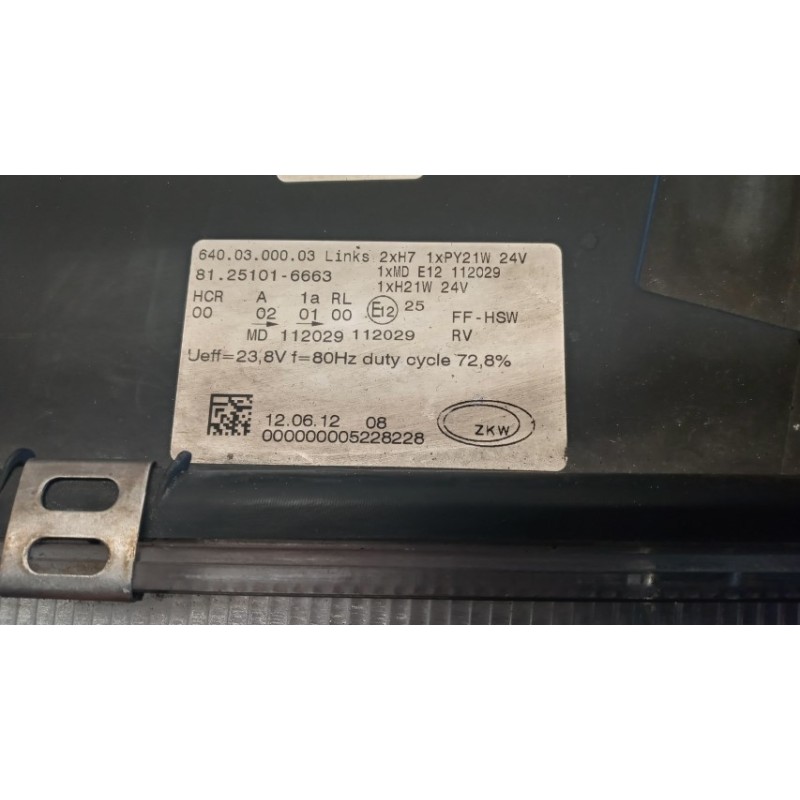 640.03.000.03 Links 2xH7 1xPY21W 24V
81.25101-6663 1xMD E12 112029
1xH21W 24V
HCR A 1a RL E12 25
00 02 01 00 FF-HSW
MD 112029 112029 RV
Ueff=23,8V f=80Hz duty cycle 72,8%
12.06.12 08
000000005228228
ZKW 1